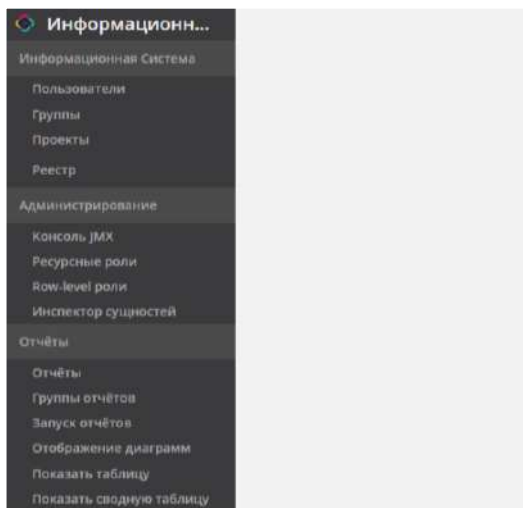 Информационн...
Информационная Система
Пользователи
Группы
Проекты
Реестр
Администрирование
Консоль JMX
Ресурсные роли
Row-level роли
Инспектор сущностей
Отчёты
Отчёты
Группы отчётов
Запуск отчётов
Отображение диаграмм
Показать таблицу
Показать сводную таблицу